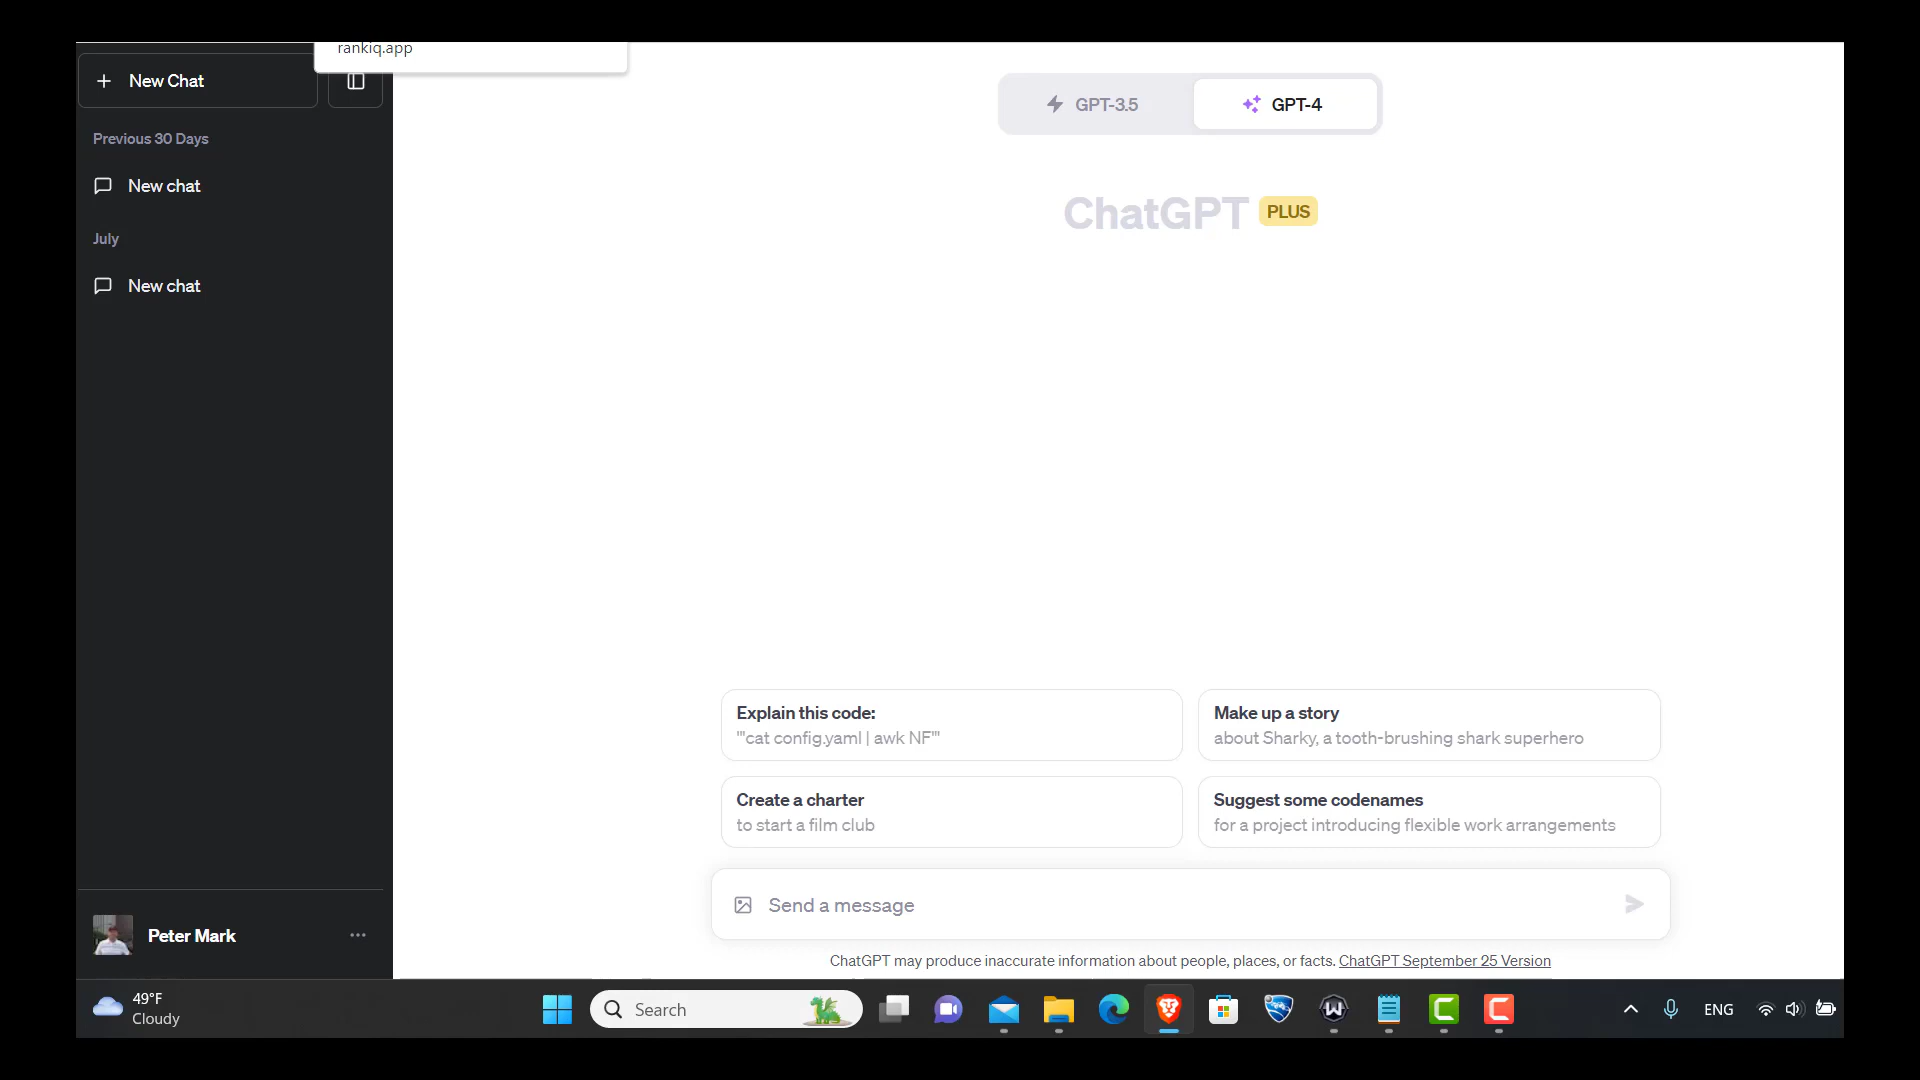 rankiq.app
New Chat
Previous 30 Days
New chat
July
New chat
Peter Mark
GPT-3.5
GPT-4
ChatGPT PLUS
Explain this code:
"'cat config.yaml | awk NF'"
Make up a story
about Sharky, a tooth-brushing shark superhero
Create a charter
to start a film club
Suggest some codenames
for a project introducing flexible work arrangements
Send a message
ChatGPT may produce inaccurate information about people, places, or facts. ChatGPT September 25 Version
49°F
Cloudy
Search
ENG